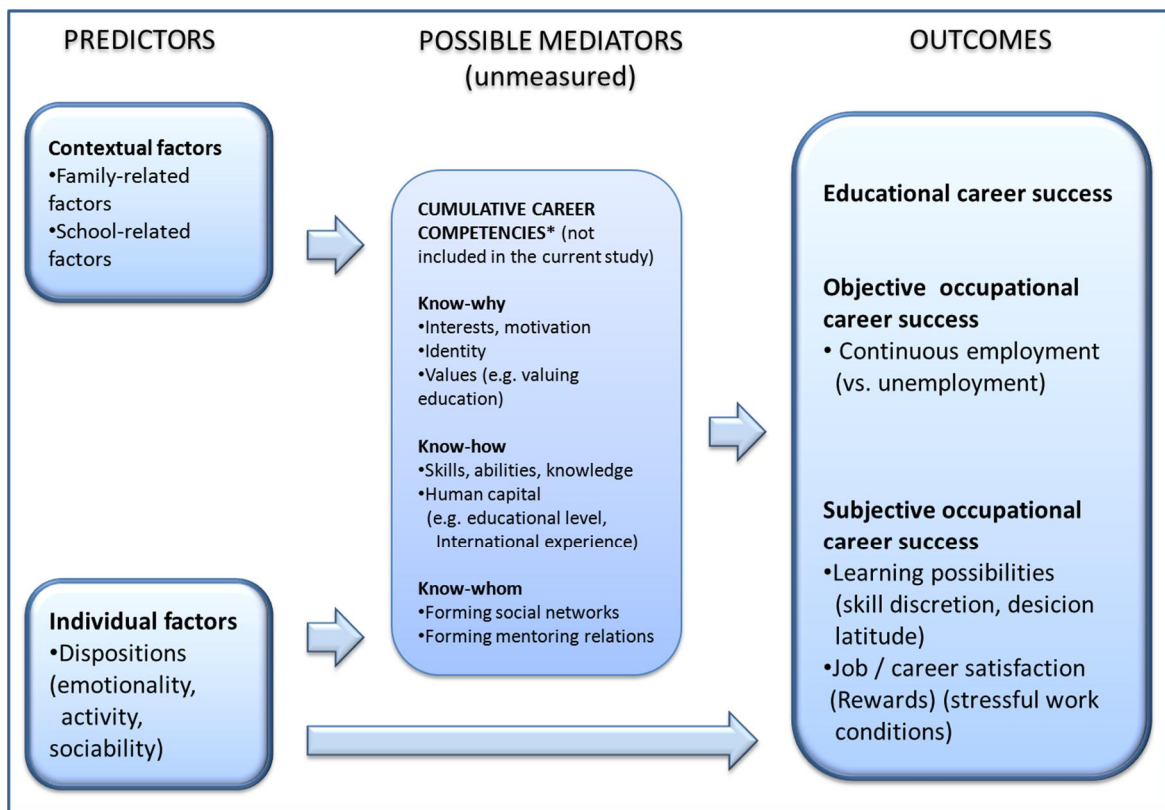 PREDICTORS
POSSIBLE MEDIATORS
(unmeasured)
OUTCOMES
Contextual factors
•Family-related
factors
•School-related
factors
Individual factors
•Dispositions
(emotionality,
activity,
sociability)
CUMULATIVE CAREER
COMPETENCIES* (not
included in the current study)
Know-why
•Interests, motivation
•Identity
•Values (e.g. valuing
education)
Know-how
•Skills, abilities, knowledge
•Human capital
(e.g. educational level,
International experience)
Know-whom
•Forming social networks
•Forming mentoring relations
Educational career success
Objective occupational
career success
• Continuous employment
(vs. unemployment)
Subjective occupational
career success
•Learning possibilities
(skill discretion, desicion
latitude)
•Job / career satisfaction
(Rewards) (stressful work
conditions)